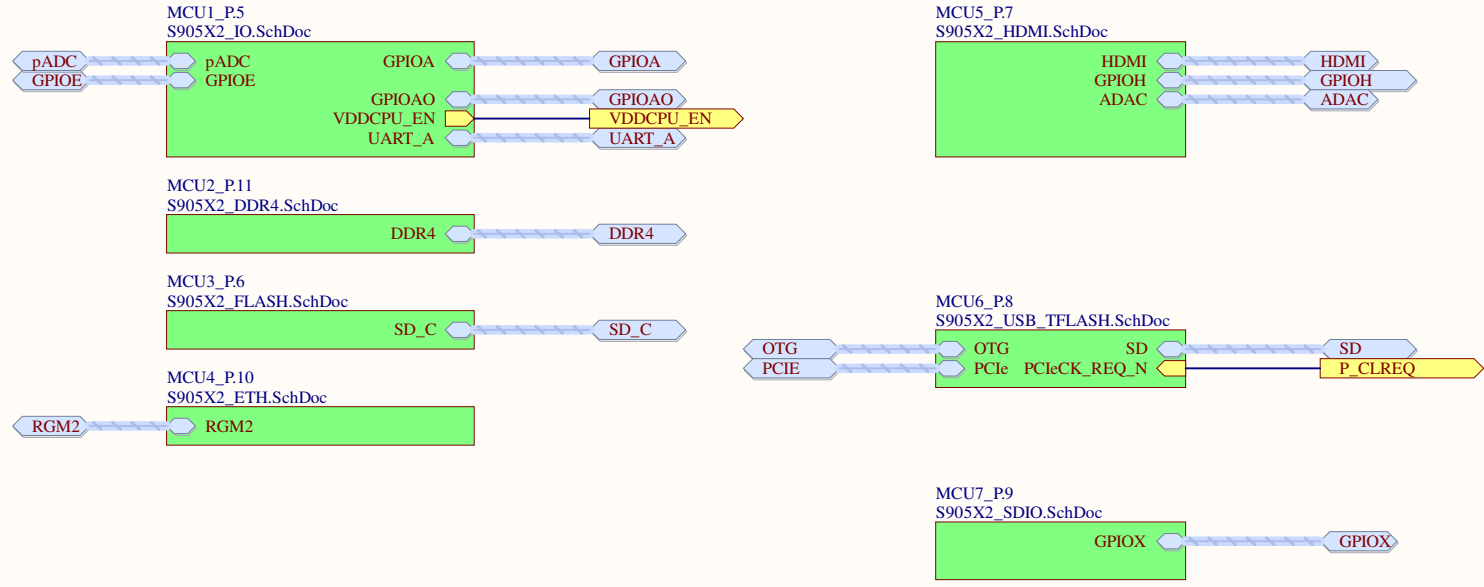 MCU1_P.5
S905X2_IO.SchDoc
pADC pADC GPIOA GPIOA
GPIOE GPIOE
GPIOAO GPIOAO
VDDCPU_EN VDDCPU_EN
UART_A UART_A
MCU2_P.11
S905X2_DDR4.SchDoc
DDR4 DDR4
MCU3_P.6
S905X2_FLASH.SchDoc
SD_C SD_C
MCU4_P.10
S905X2_ETH.SchDoc
RGM2 RGM2
MCU5_P.7
S905X2_HDMI.SchDoc
HDMI HDMI
GPIOH GPIOH
ADAC ADAC
MCU6_P.8
S905X2_USB_TFLASH.SchDoc
OTG OTG SD SD
PCIE PCIe PCIeCK_REQ_N P_CLREQ
MCU7_P.9
S905X2_SDIO.SchDoc
GPIOX GPIOX